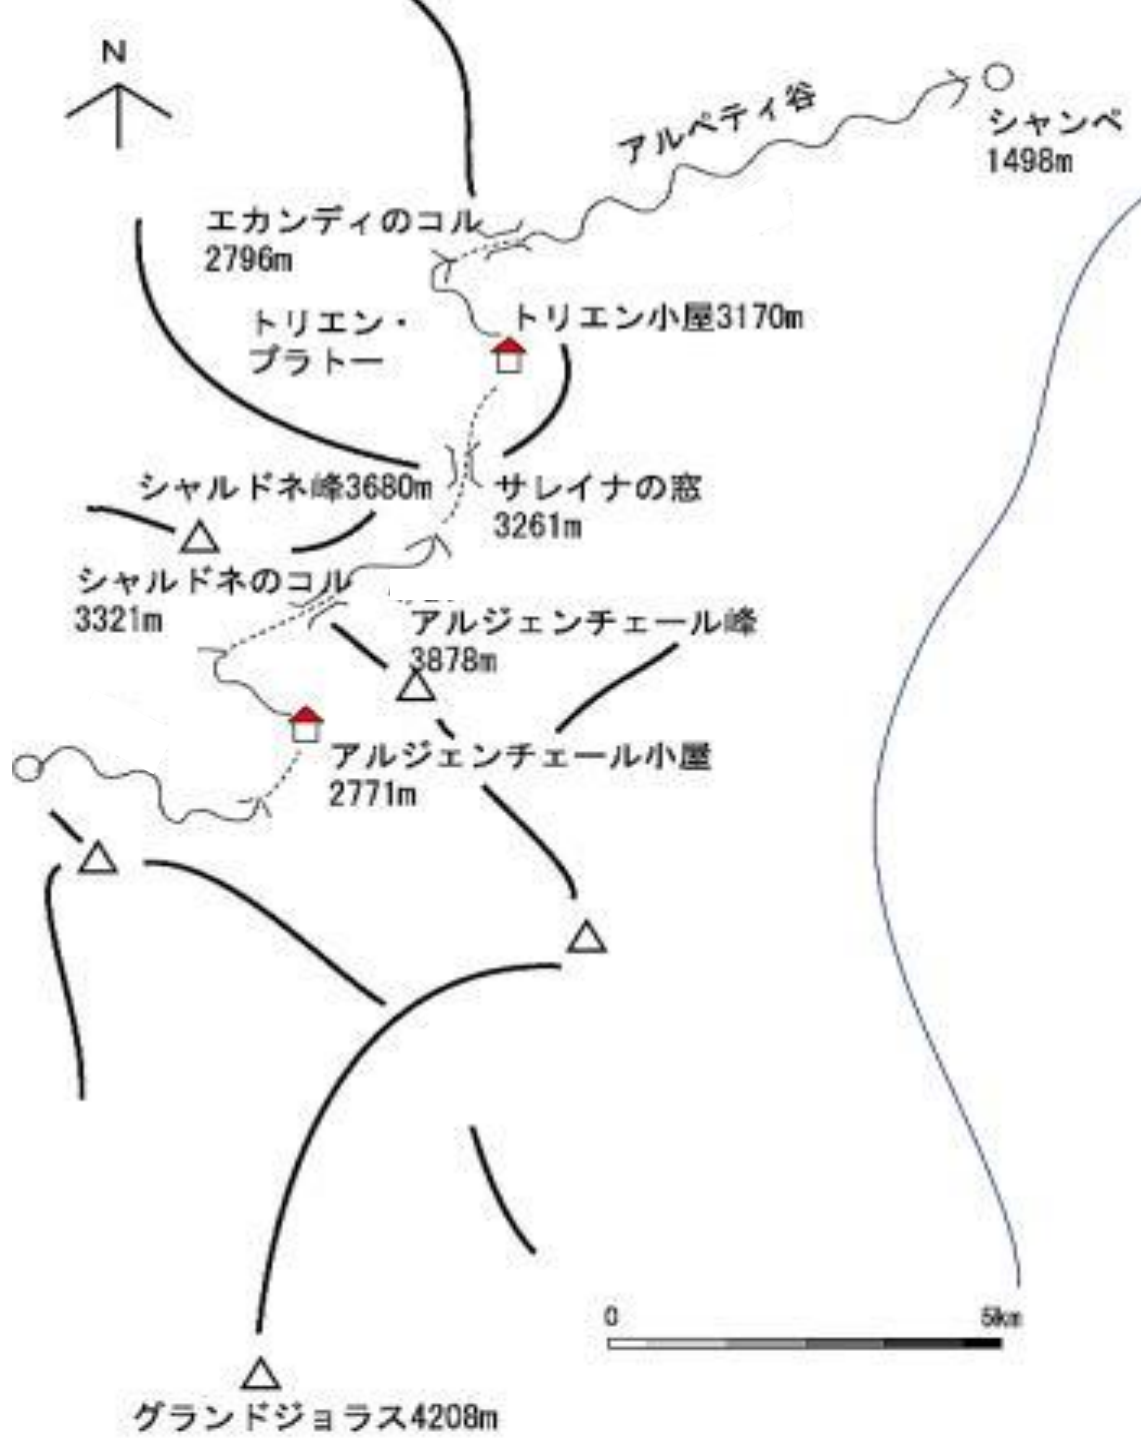 N
アルペティ谷
シャンペ
1498m
エカンディのコル
2796m
トリエン・
プラトー
トリエン小屋3170m
シャルドネ峰3680m
サレイナの窓
3261m
シャルドネのコル
3321m
アルジェンチェール峰
3878m
アルジェンチェール小屋
2771m
0 5km
グランドジョラス4208m